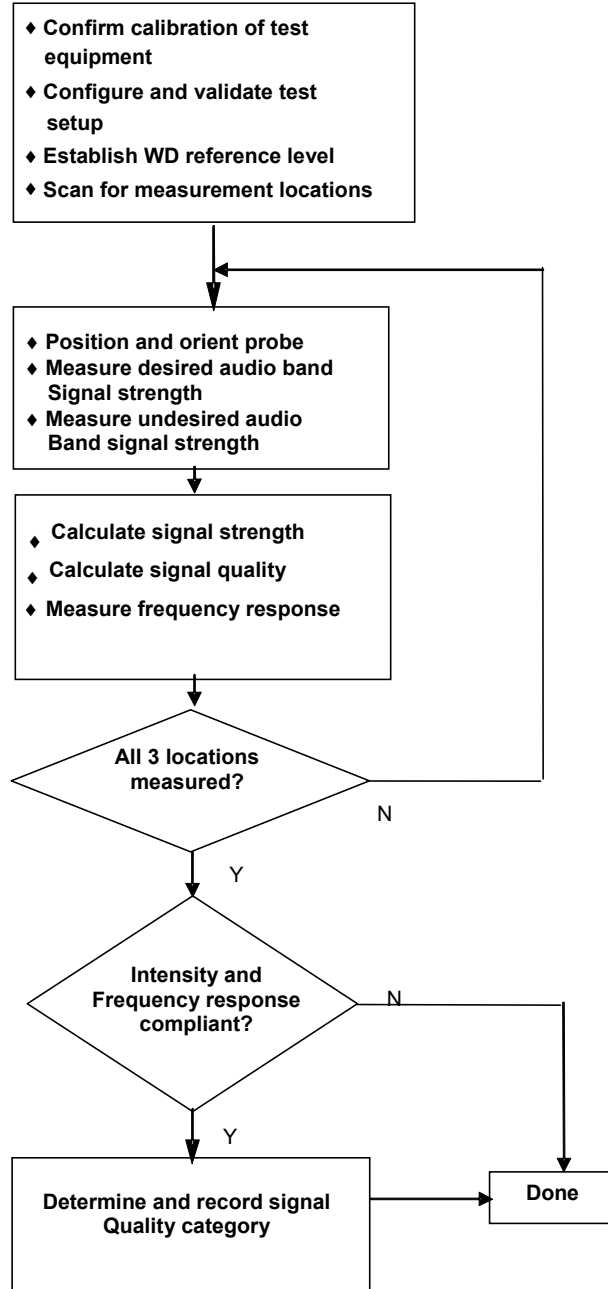 ♦ Confirm calibration of test
equipment
♦ Configure and validate test
setup
♦ Establish WD reference level
♦ Scan for measurement locations
♦ Position and orient probe
♦ Measure desired audio band
Signal strength
♦ Measure undesired audio
Band signal strength
♦ Calculate signal strength
♦ Calculate signal quality
♦ Measure frequency response
All 3 locations
measured?
N
Y
Intensity and
Frequency response
compliant?
N
Y
Determine and record signal
Quality category
Done